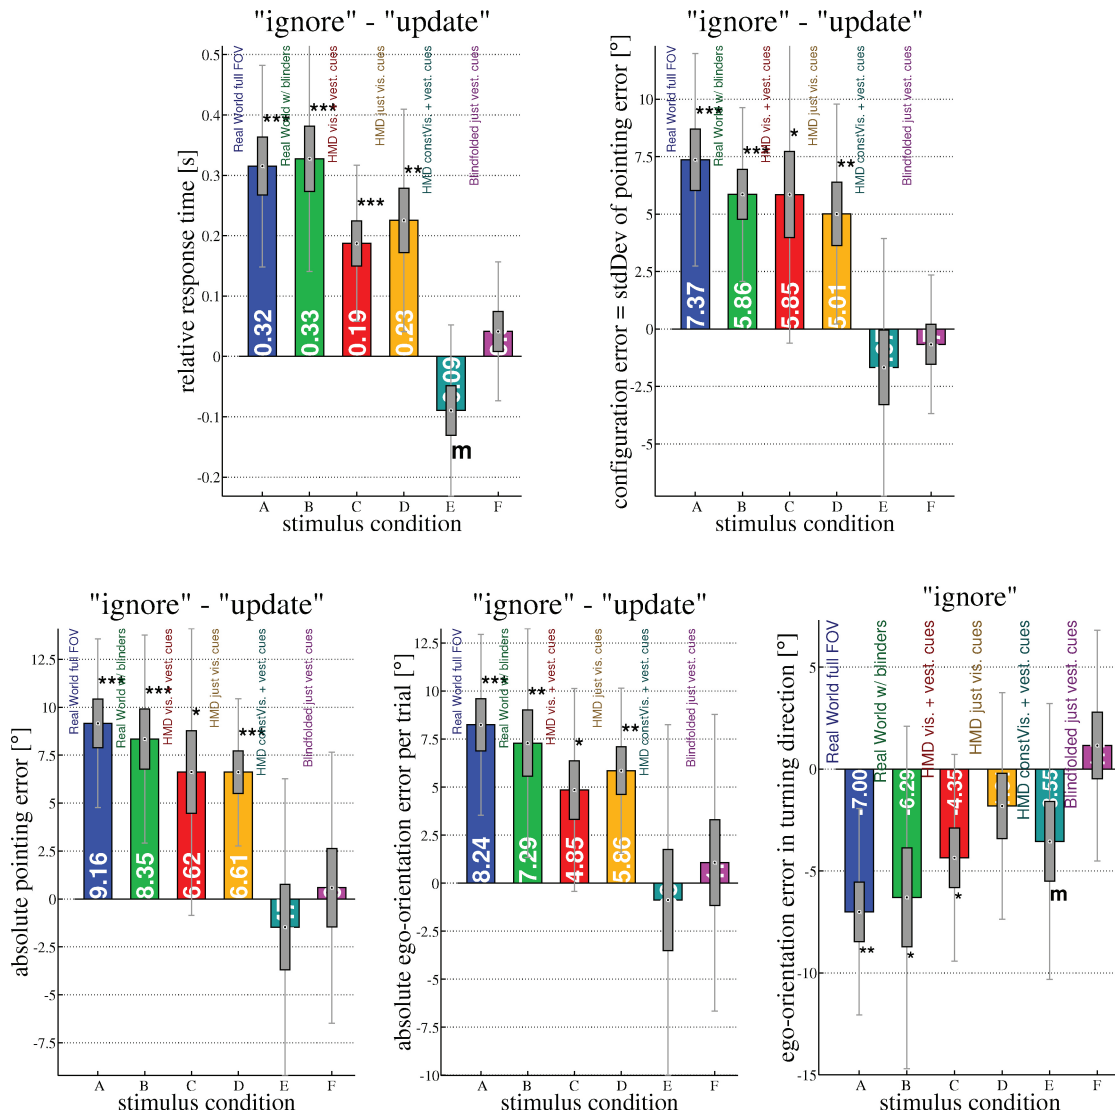 "ignore" - "update"
relative response time [s]
0.5
0.4
0.3
0.2
0.1
0
-0.1
-0.2
Real World full FOV
Real World w/ blinders
HMD vis. + vest. cues
HMD just vis. cues
HMD constVis. + vest. cues
Blindfolded just vest. cues
***
***
***
**
m
0.32
0.33
0.19
0.23
A B C D E F
stimulus condition
"ignore" - "update"
configuration error = stdDev of pointing error [°]
10
7.5
5
2.5
0
-2.5
-5
Real World full FOV
Real World w/ blinders
HMD vis. + vest. cues
HMD just vis. cues
HMD constVis. + vest. cues
Blindfolded just vest. cues
***
***
*
**
7.37
5.86
5.85
5.01
A B C D E F
stimulus condition
"ignore" - "update"
absolute pointing error [°]
12.5
10
7.5
5
2.5
0
-2.5
-5
-7.5
Real World full FOV
Real World w/ blinders
HMD vis. + vest. cues
HMD just vis. cues
HMD constVis. + vest. cues
Blindfolded just vest. cues
***
***
*
***
9.16
8.35
6.62
6.61
A B C D E F
stimulus condition
"ignore" - "update"
absolute ego-orientation error per trial [°]
12.5
10
7.5
5
2.5
0
-2.5
-5
-7.5
-10
Real World full FOV
Real World w/ blinders
HMD vis. + vest. cues
HMD just vis. cues
HMD constVis. + vest. cues
Blindfolded just vest. cues
***
**
*
**
8.24
7.29
4.85
5.86
A B C D E F
stimulus condition
"ignore"
ego-orientation error in turning direction [°]
5
0
-5
-10
-15
Real World full FOV
Real World w/ blinders
HMD vis. + vest. cues
HMD just vis. cues
HMD constVis. + vest. cues
Blindfolded just vest. cues
-7.00
-6.29
-4.35
**
*
*
m
A B C D E F
stimulus condition